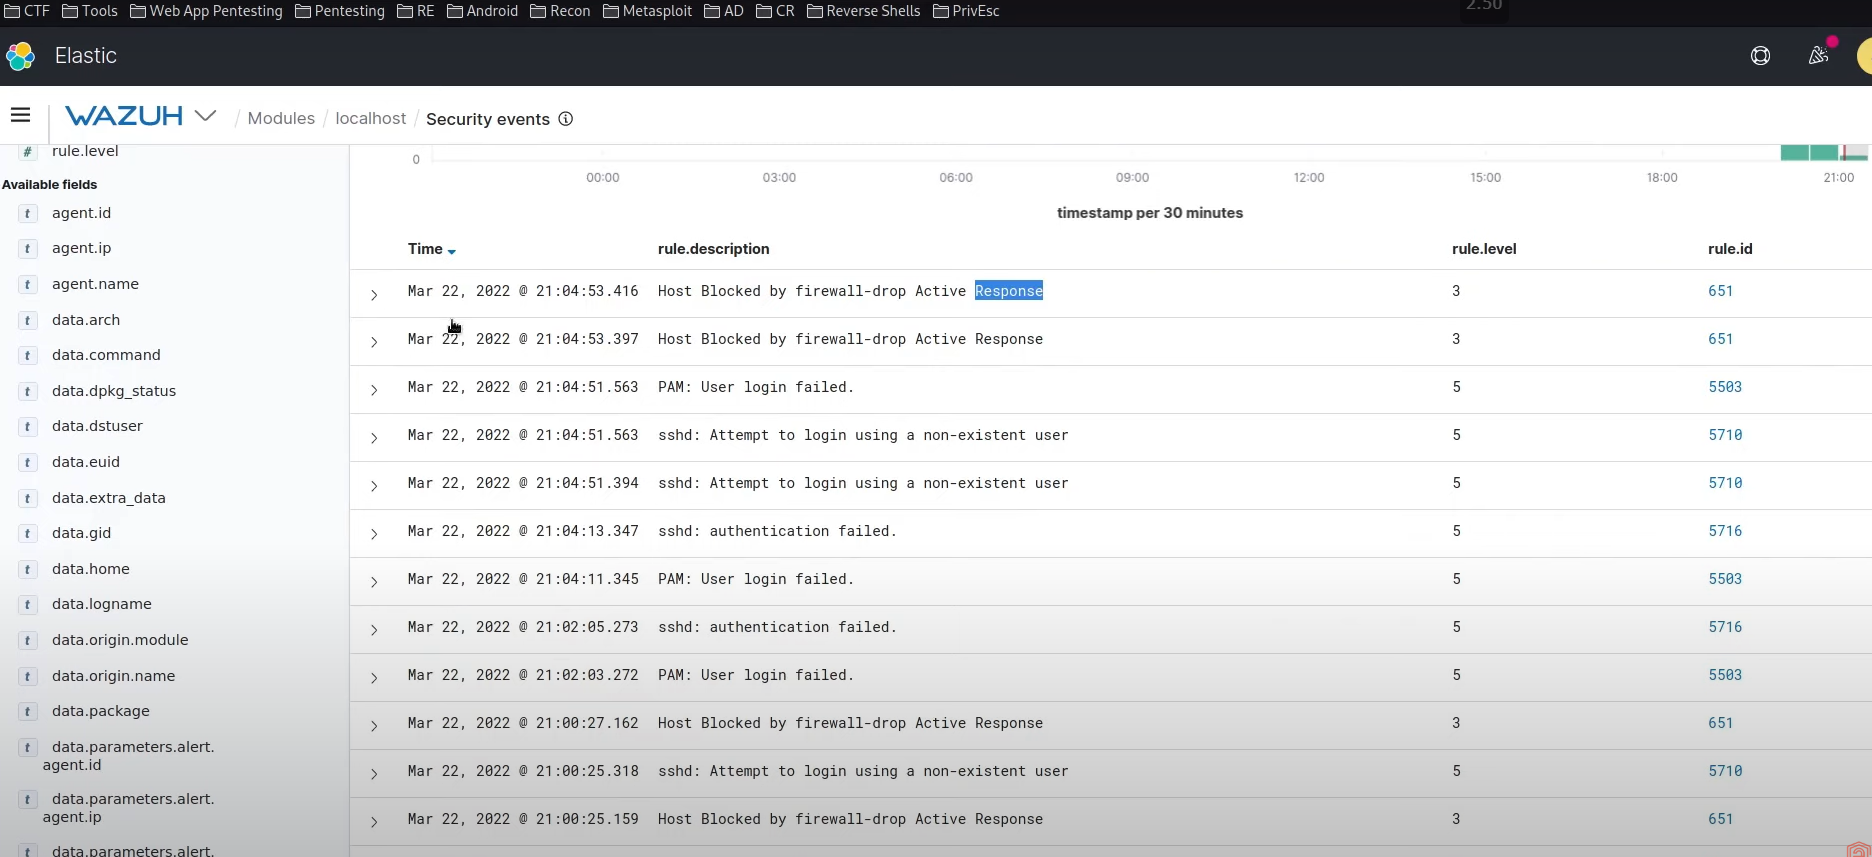 CTF Tools Web App Pentesting Pentesting RE Android Recon Metasploit AD CR Reverse Shells PrivEsc
2.50
Elastic
WAZUH / Modules / localhost / Security events
# rule.level
Available fields
t agent.id
t agent.ip
t agent.name
t data.arch
t data.command
t data.dpkg_status
t data.dstuser
t data.euid
t data.extra_data
t data.gid
t data.home
t data.logname
t data.origin.module
t data.origin.name
t data.package
t data.parameters.alert.
agent.id
t data.parameters.alert.
agent.ip
t data.parameters.alert.
0
00:00 03:00 06:00 09:00 12:00 15:00 18:00 21:00
timestamp per 30 minutes
Time rule.description rule.level rule.id
Mar 22, 2022 @ 21:04:53.416 Host Blocked by firewall-drop Active Response 3 651
Mar 22, 2022 @ 21:04:53.397 Host Blocked by firewall-drop Active Response 3 651
Mar 22, 2022 @ 21:04:51.563 PAM: User login failed. 5 5503
Mar 22, 2022 @ 21:04:51.563 sshd: Attempt to login using a non-existent user 5 5710
Mar 22, 2022 @ 21:04:51.394 sshd: Attempt to login using a non-existent user 5 5710
Mar 22, 2022 @ 21:04:13.347 sshd: authentication failed. 5 5716
Mar 22, 2022 @ 21:04:11.345 PAM: User login failed. 5 5503
Mar 22, 2022 @ 21:02:05.273 sshd: authentication failed. 5 5716
Mar 22, 2022 @ 21:02:03.272 PAM: User login failed. 5 5503
Mar 22, 2022 @ 21:00:27.162 Host Blocked by firewall-drop Active Response 3 651
Mar 22, 2022 @ 21:00:25.318 sshd: Attempt to login using a non-existent user 5 5710
Mar 22, 2022 @ 21:00:25.159 Host Blocked by firewall-drop Active Response 3 651